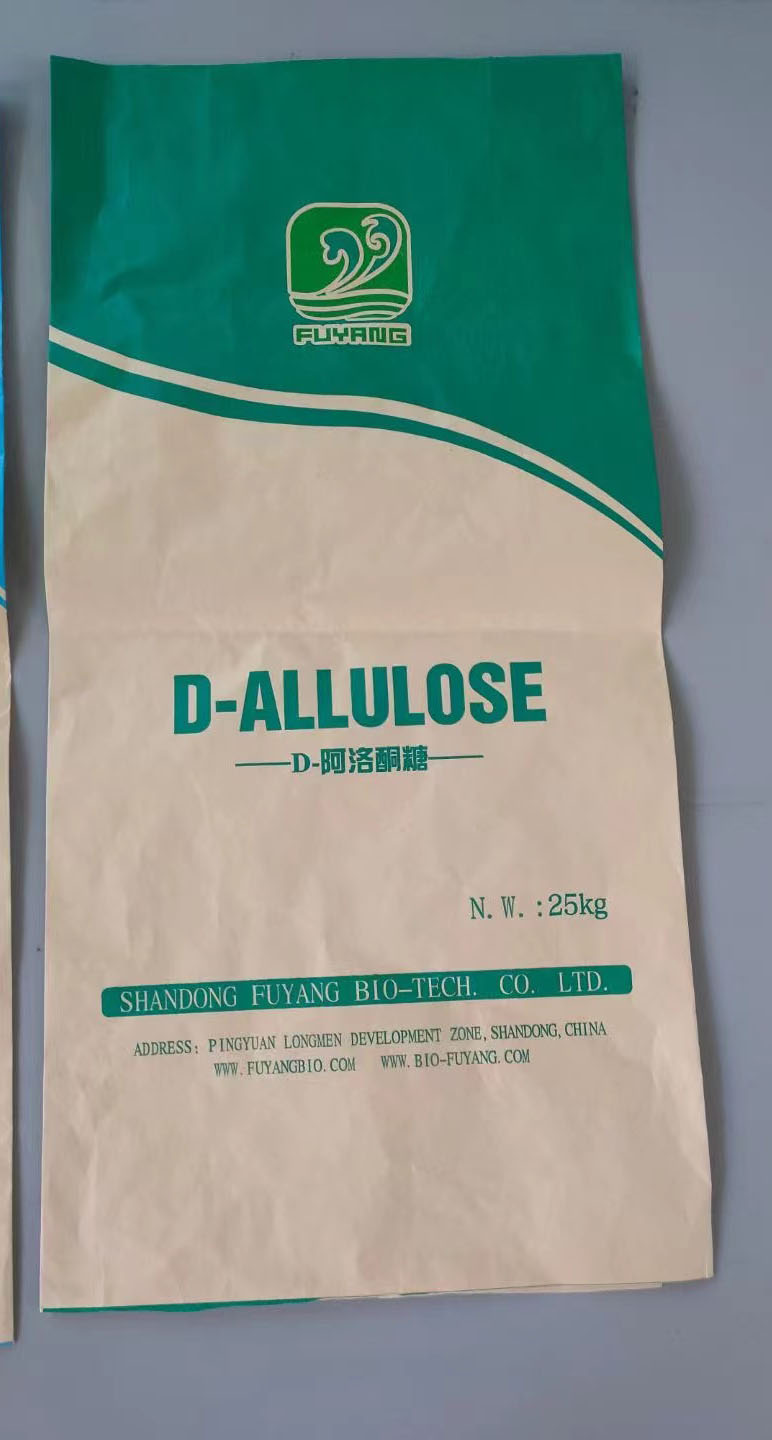 FUYANG
D-ALLULOSE
D-阿洛酮糖
N. W. :25kg
SHANDONG FUYANG BIO-TECH. CO. LTD.
ADDRESS: PINGYUAN LONGMEN DEVELOPMENT ZONE, SHANDONG, CHINA
WWW. FUYANGBIO. COM WWW. BIO-FUYANG. COM